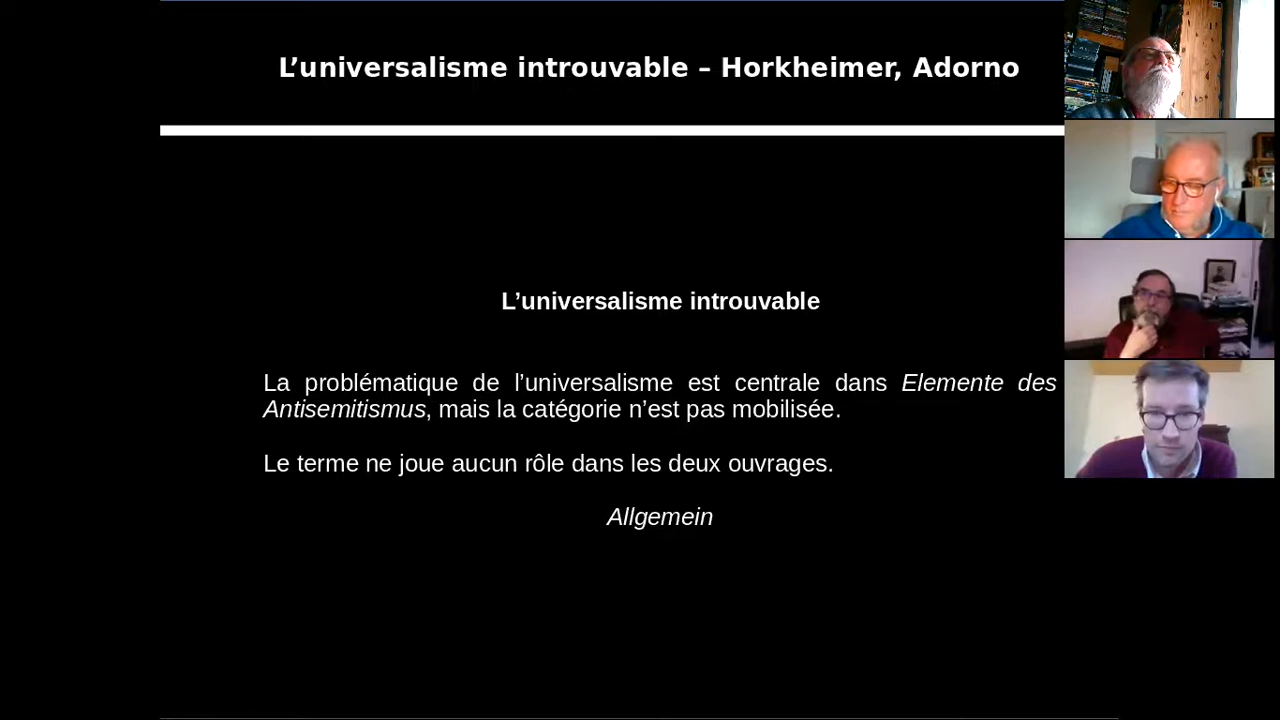 L’universalisme introuvable – Horkheimer, Adorno
L’universalisme introuvable
La problématique de l’universalisme est centrale dans Elemente des
Antisemitismus, mais la catégorie n’est pas mobilisée.
Le terme ne joue aucun rôle dans les deux ouvrages.
Allgemein